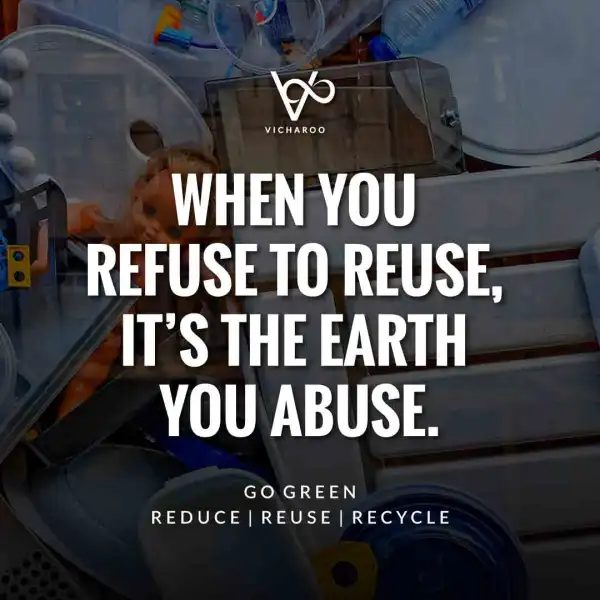 VICHAROO
WHEN YOU
REFUSE TO REUSE,
IT'S THE EARTH
YOU ABUSE.
GO GREEN
REDUCE | REUSE | RECYCLE